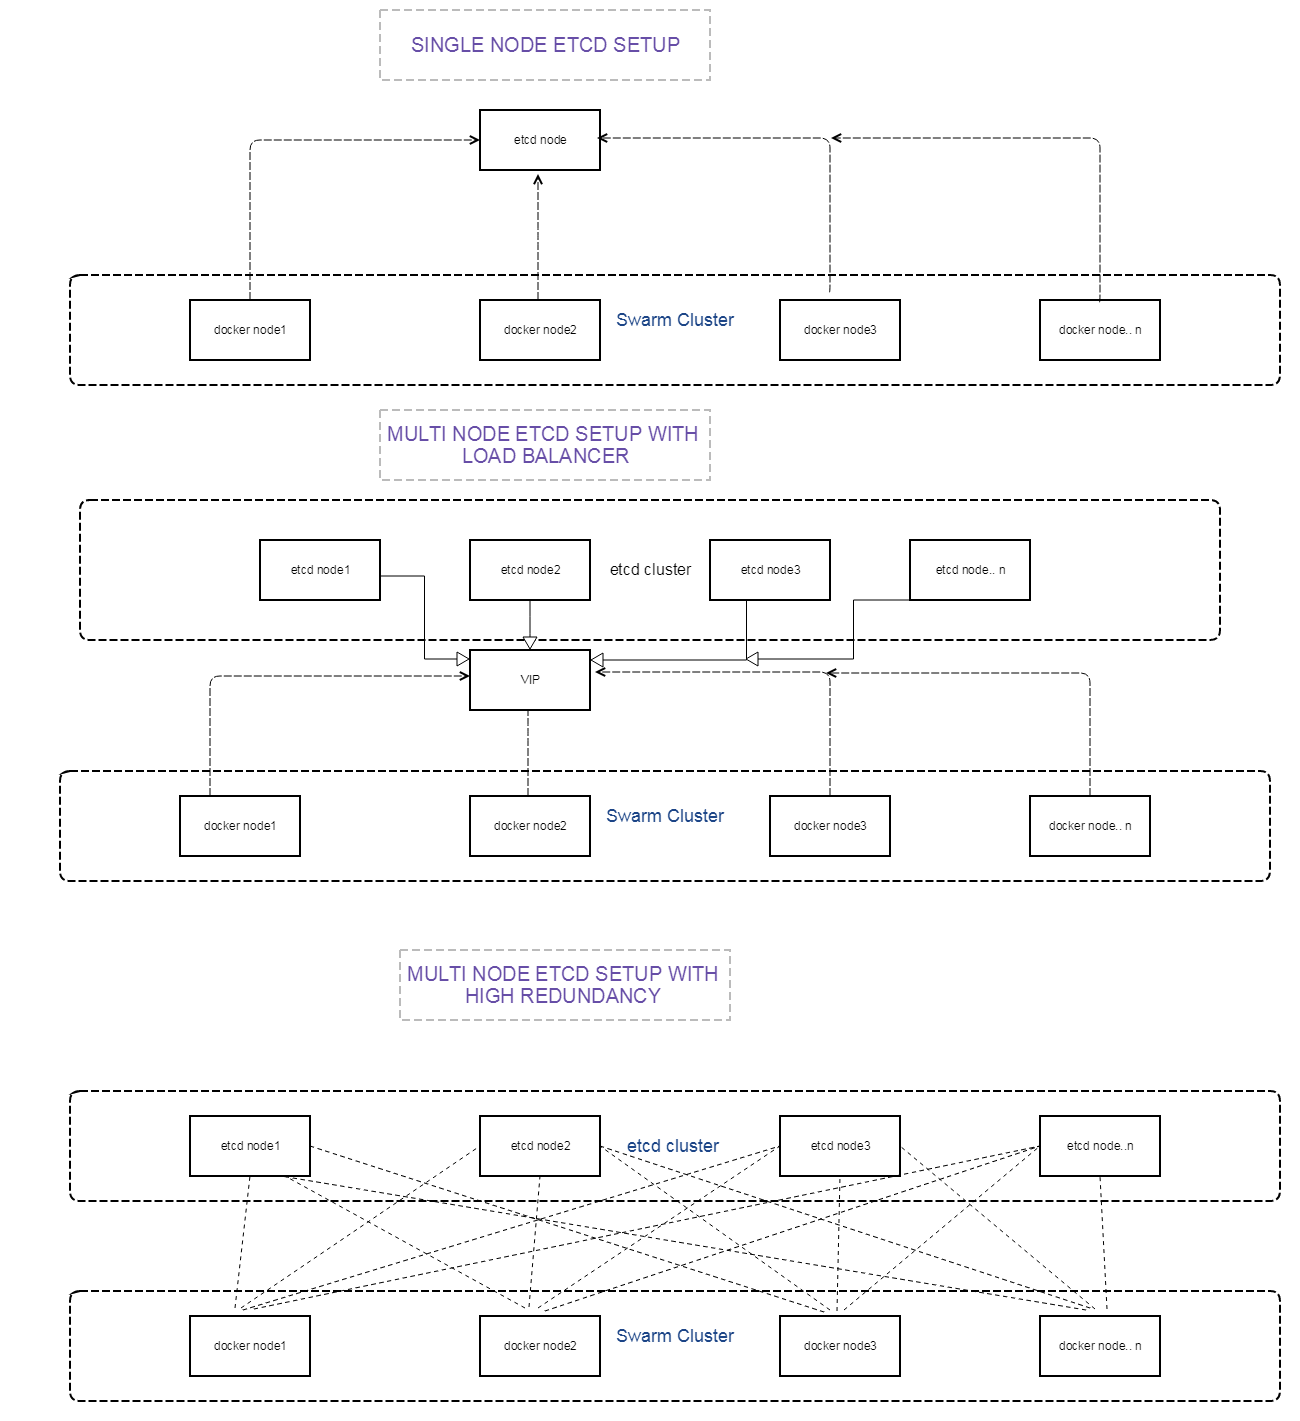 SINGLE NODE ETCD SETUP
etcd node
docker node1
docker node2
Swarm Cluster
docker node3
docker node.. n
MULTI NODE ETCD SETUP WITH
LOAD BALANCER
etcd node1
etcd node2
etcd cluster
etcd node3
etcd node.. n
VIP
docker node1
docker node2
Swarm Cluster
docker node3
docker node.. n
MULTI NODE ETCD SETUP WITH
HIGH REDUNDANCY
etcd node1
etcd node2
etcd cluster
etcd node3
etcd node..n
docker node1
docker node2
Swarm Cluster
docker node3
docker node.. n